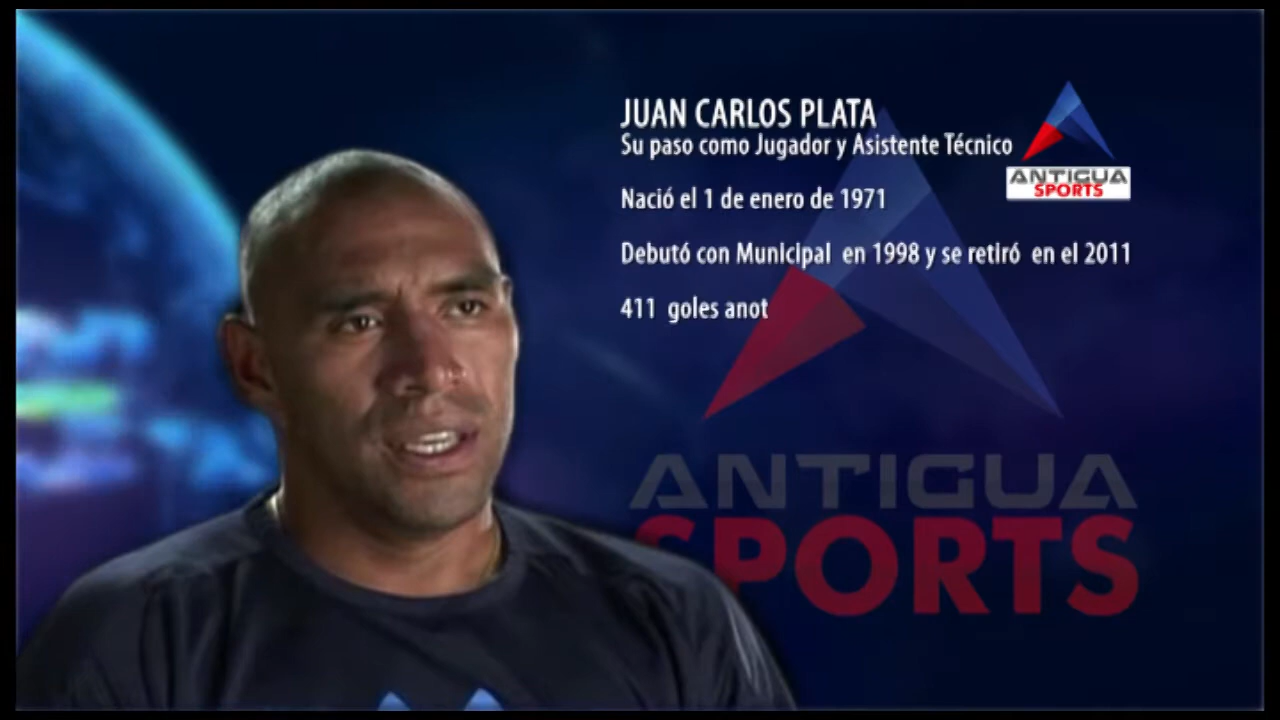 JUAN CARLOS PLATA
Su paso como Jugador y Asistente Técnico
ANTIGUA
SPORTS
Nació el 1 de enero de 1971
Debutó con Municipal en 1998 y se retiró en el 2011
411 goles anot
ANTIGUA
SPORTS